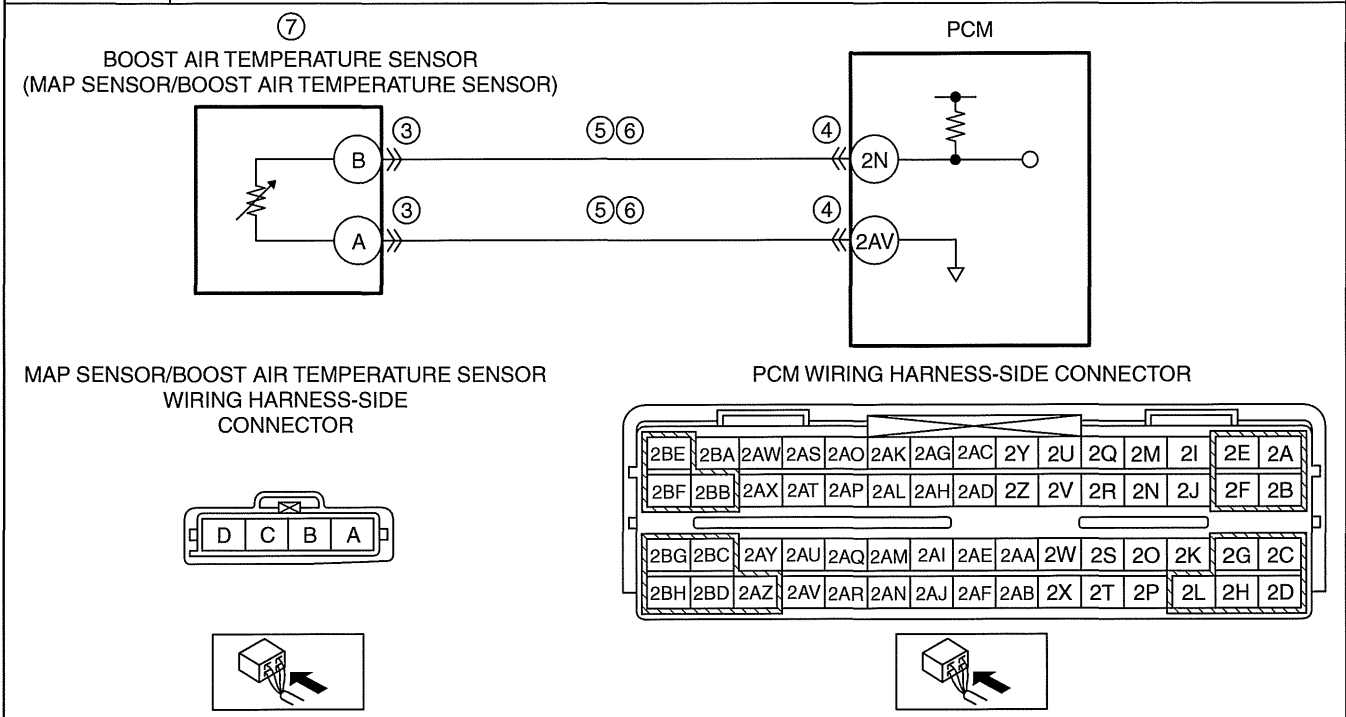 ⑦ PCM
BOOST AIR TEMPERATURE SENSOR
(MAP SENSOR/BOOST AIR TEMPERATURE SENSOR)
B ③ ⑤⑥ ④ 2N
A ③ ⑤⑥ ④ 2AV
MAP SENSOR/BOOST AIR TEMPERATURE SENSOR
WIRING HARNESS-SIDE
CONNECTOR
D C B A
PCM WIRING HARNESS-SIDE CONNECTOR
2BE 2BA 2AW 2AS 2AO 2AK 2AG 2AC 2Y 2U 2Q 2M 2I 2E 2A
2BF 2BB 2AX 2AT 2AP 2AL 2AH 2AD 2Z 2V 2R 2N 2J 2F 2B
2BG 2BC 2AY 2AU 2AQ 2AM 2AI 2AE 2AA 2W 2S 2O 2K 2G 2C
2BH 2BD 2AZ 2AV 2AR 2AN 2AJ 2AF 2AB 2X 2T 2P 2L 2H 2D